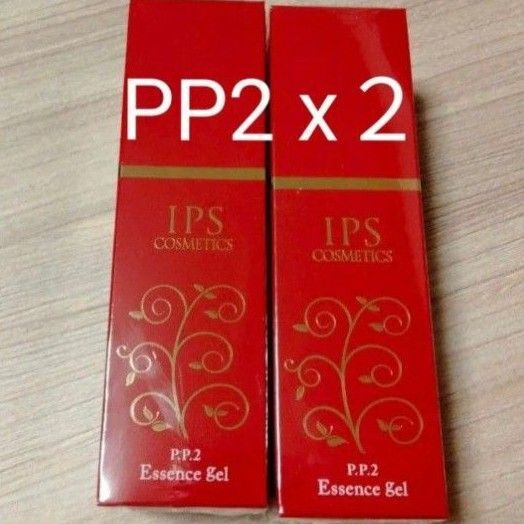 PP2 x 2
IPS
COSMETICS
P.P.2
Essence gel
IPS
COSMETICS
P.P.2
Essence gel